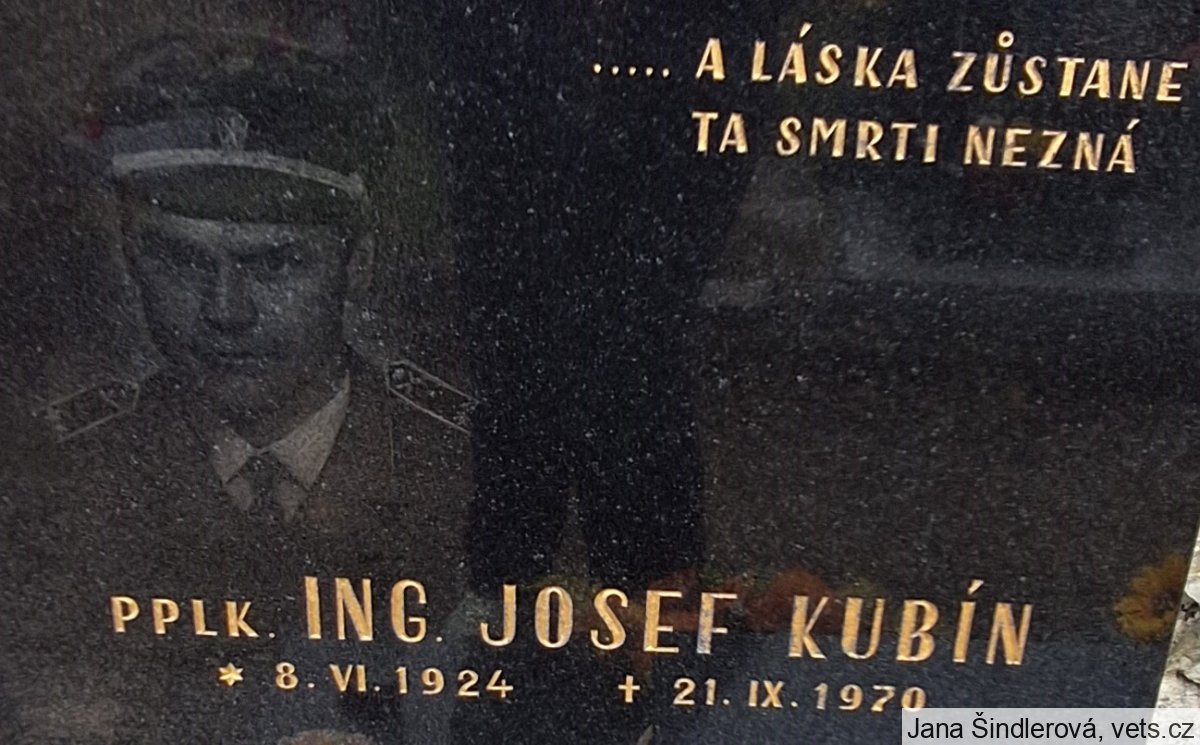 ..... A LÁSKA ZŮSTANE
TA SMRTI NEZNÁ
PPLK. ING. JOSEF KUBÍN
* 8. VI. 1924 † 21. IX. 1970
Jana Šindlerová, vets.cz